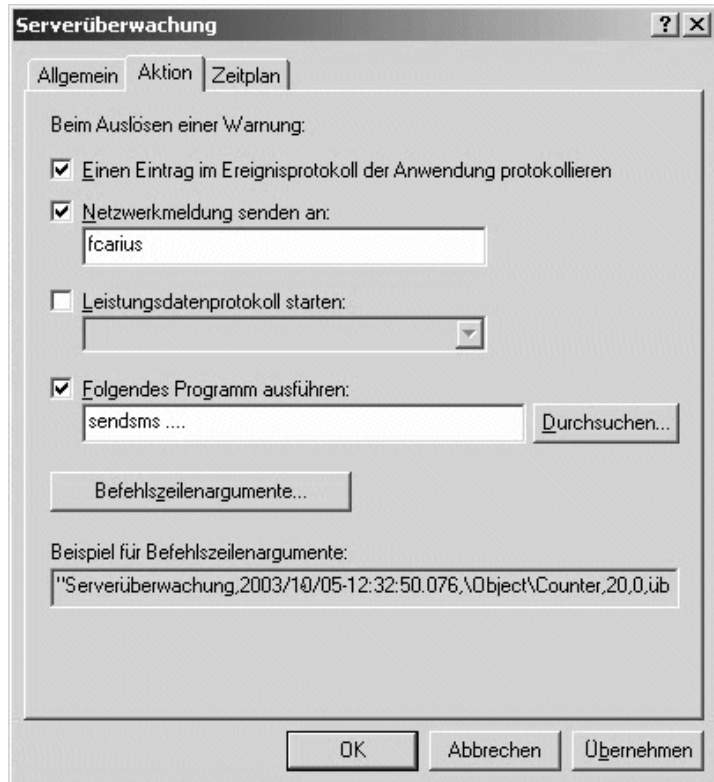 Serverüberwachung
Allgemein Aktion Zeitplan
Beim Auslösen einer Warnung:
Einen Eintrag im Ereignisprotokoll der Anwendung protokollieren
Netzwerkmeldung senden an:
fcarius
Leistungsdatenprotokoll starten:
Folgendes Programm ausführen:
sendsms ....
Durchsuchen...
Befehlszeilenargumente...
Beispiel für Befehlszeilenargumente:
"Serverüberwachung,2003/10/05-12:32:50.076,\Object\Counter,20,0,üb
OK Abbrechen Übernehmen